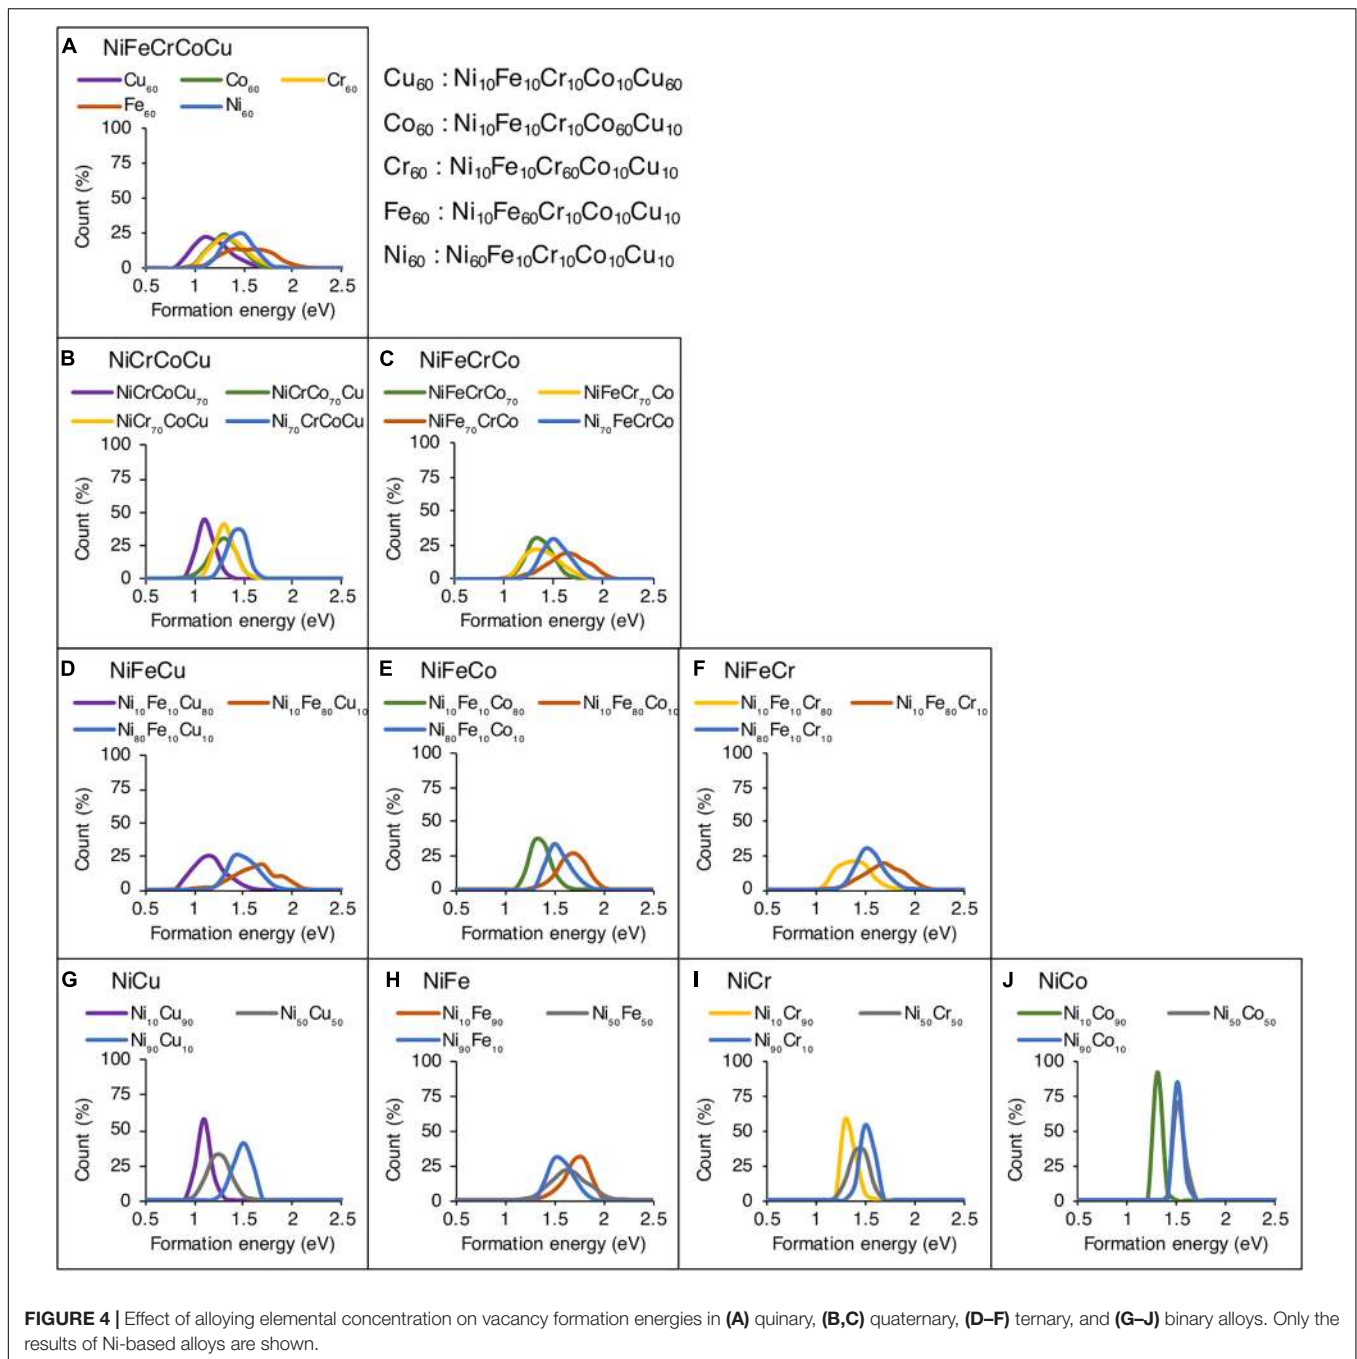 A NiFeCrCoCu
Cu₆₀ Co₆₀ Cr₆₀
Fe₆₀ Ni₆₀
100
75
50
25
0
Count (%)
0.5 1 1.5 2 2.5
Formation energy (eV)
Cu₆₀ : Ni₁₀Fe₁₀Cr₁₀Co₁₀Cu₆₀
Co₆₀ : Ni₁₀Fe₁₀Cr₁₀Co₆₀Cu₁₀
Cr₆₀ : Ni₁₀Fe₁₀Cr₆₀Co₁₀Cu₁₀
Fe₆₀ : Ni₁₀Fe₆₀Cr₁₀Co₁₀Cu₁₀
Ni₆₀ : Ni₆₀Fe₁₀Cr₁₀Co₁₀Cu₁₀
B NiCrCoCu
NiCrCoCu₇₀ NiCrCo₇₀Cu
NiCr₇₀CoCu Ni₇₀CrCoCu
100
75
50
25
0
Count (%)
0.5 1 1.5 2 2.5
Formation energy (eV)
C NiFeCrCo
NiFeCrCo₇₀ NiFeCr₇₀Co
NiFe₇₀CrCo Ni₇₀FeCrCo
100
75
50
25
0
Count (%)
0.5 1 1.5 2 2.5
Formation energy (eV)
D NiFeCu
Ni₁₀Fe₁₀Cu₈₀ Ni₁₀Fe₈₀Cu₁₀
Ni₈₀Fe₁₀Cu₁₀
100
75
50
25
0
Count (%)
0.5 1 1.5 2 2.5
Formation energy (eV)
E NiFeCo
Ni₁₀Fe₁₀Co₈₀ Ni₁₀Fe₈₀Co₁₀
Ni₈₀Fe₁₀Co₁₀
100
75
50
25
0
Count (%)
0.5 1 1.5 2 2.5
Formation energy (eV)
F NiFeCr
Ni₁₀Fe₁₀Cr₈₀ Ni₁₀Fe₈₀Cr₁₀
Ni₈₀Fe₁₀Cr₁₀
100
75
50
25
0
Count (%)
0.5 1 1.5 2 2.5
Formation energy (eV)
G NiCu
Ni₁₀Cu₉₀ Ni₅₀Cu₅₀
Ni₉₀Cu₁₀
100
75
50
25
0
Count (%)
0.5 1 1.5 2 2.5
Formation energy (eV)
H NiFe
Ni₁₀Fe₉₀ Ni₅₀Fe₅₀
Ni₉₀Fe₁₀
100
75
50
25
0
Count (%)
0.5 1 1.5 2 2.5
Formation energy (eV)
I NiCr
Ni₁₀Cr₉₀ Ni₅₀Cr₅₀
Ni₉₀Cr₁₀
100
75
50
25
0
Count (%)
0.5 1 1.5 2 2.5
Formation energy (eV)
J NiCo
Ni₁₀Co₉₀ Ni₅₀Co₅₀
Ni₉₀Co₁₀
100
75
50
25
0
Count (%)
0.5 1 1.5 2 2.5
Formation energy (eV)
FIGURE 4 | Effect of alloying elemental concentration on vacancy formation energies in (A) quinary, (B,C) quaternary, (D–F) ternary, and (G–J) binary alloys. Only the
results of Ni-based alloys are shown.